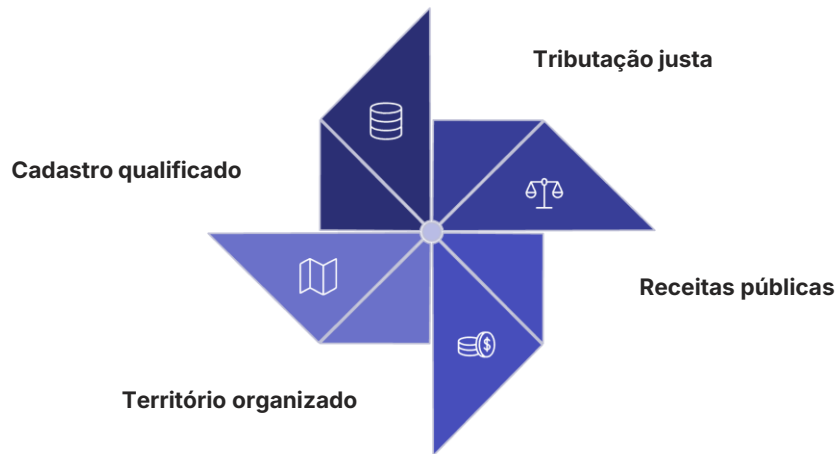 Tributação justa
Cadastro qualificado
Receitas públicas
Território organizado